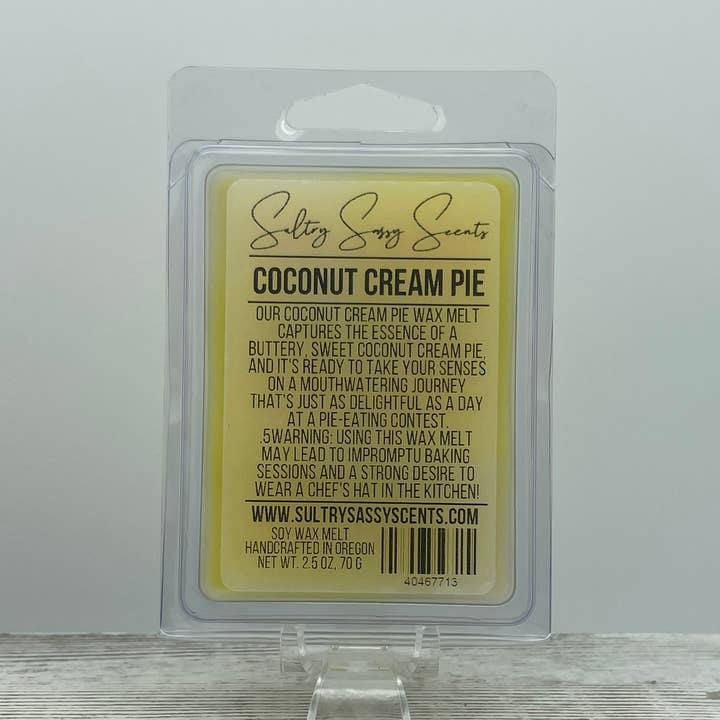 Sultry Sassy Scents
COCONUT CREAM PIE
OUR COCONUT CREAM PIE WAX MELT
CAPTURES THE ESSENCE OF A
BUTTERY, SWEET COCONUT CREAM PIE,
AND IT'S READY TO TAKE YOUR SENSES
ON A MOUTHWATERING JOURNEY
THAT'S JUST AS DELIGHTFUL AS A DAY
AT A PIE-EATING CONTEST.
.5WARNING: USING THIS WAX MELT
MAY LEAD TO IMPROMPTU BAKING
SESSIONS AND A STRONG DESIRE TO
WEAR A CHEF'S HAT IN THE KITCHEN!
WWW.SULTRYSASSYSCENTS.COM
SOY WAX MELT
HANDCRAFTED IN OREGON
NET WT. 2.5 OZ, 70 G
40467713